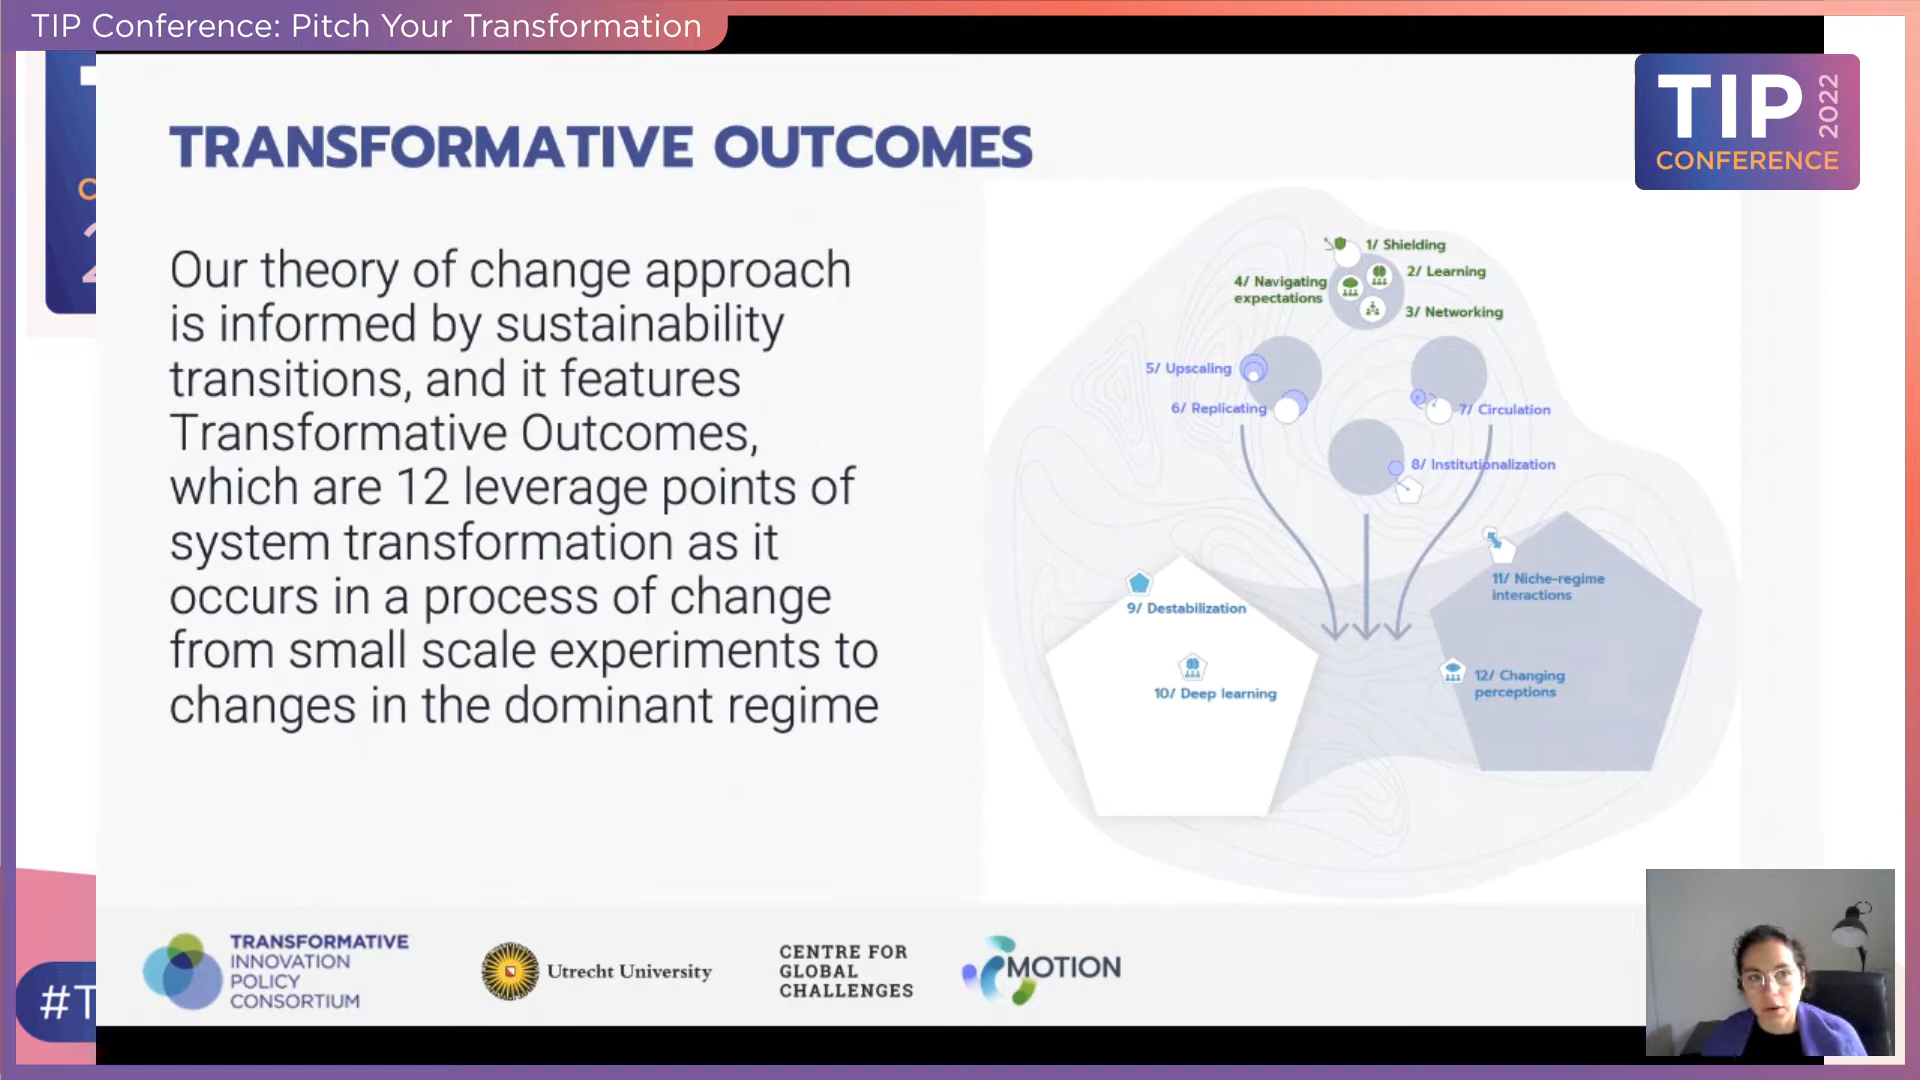 TIP Conference: Pitch Your Transformation
TIP 2022
CONFERENCE
TRANSFORMATIVE OUTCOMES
Our theory of change approach
is informed by sustainability
transitions, and it features
Transformative Outcomes,
which are 12 leverage points of
system transformation as it
occurs in a process of change
from small scale experiments to
changes in the dominant regime
1/ Shielding
2/ Learning
4/ Navigating
expectations
3/ Networking
5/ Upscaling
6/ Replicating
7/ Circulation
8/ Institutionalization
9/ Destabilization
10/ Deep learning
11/ Niche-regime
interactions
12/ Changing
perceptions
TRANSFORMATIVE
INNOVATION
POLICY
CONSORTIUM
Utrecht University
CENTRE FOR
GLOBAL
CHALLENGES
MOTION
#T